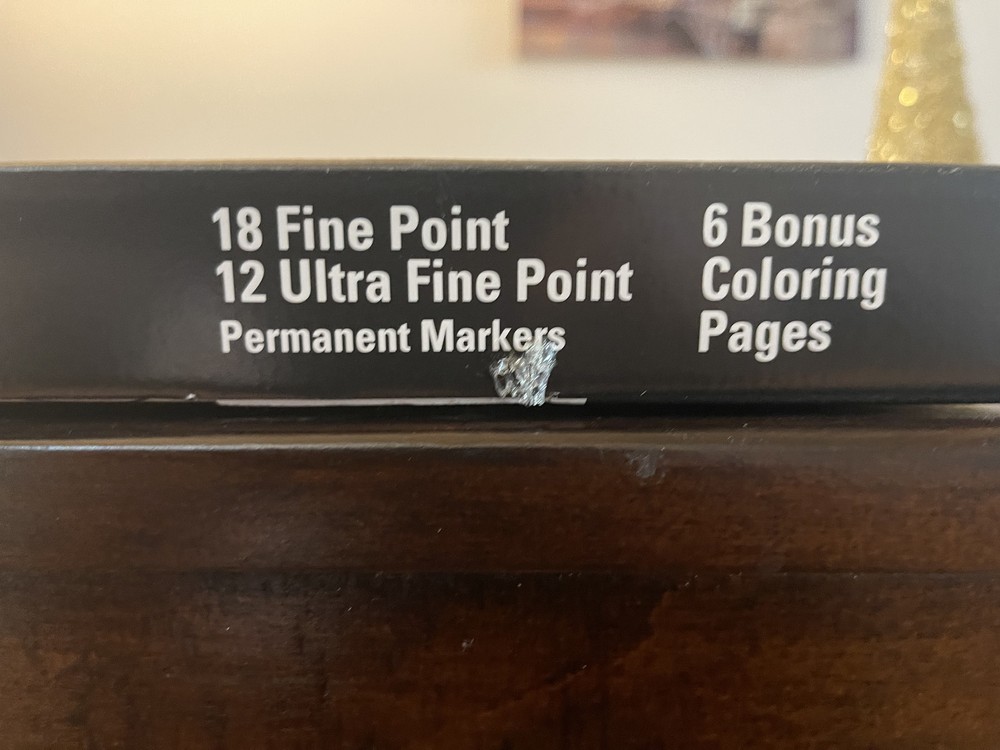 18 Fine Point
12 Ultra Fine Point
Permanent Markers
6 Bonus
Coloring
Pages